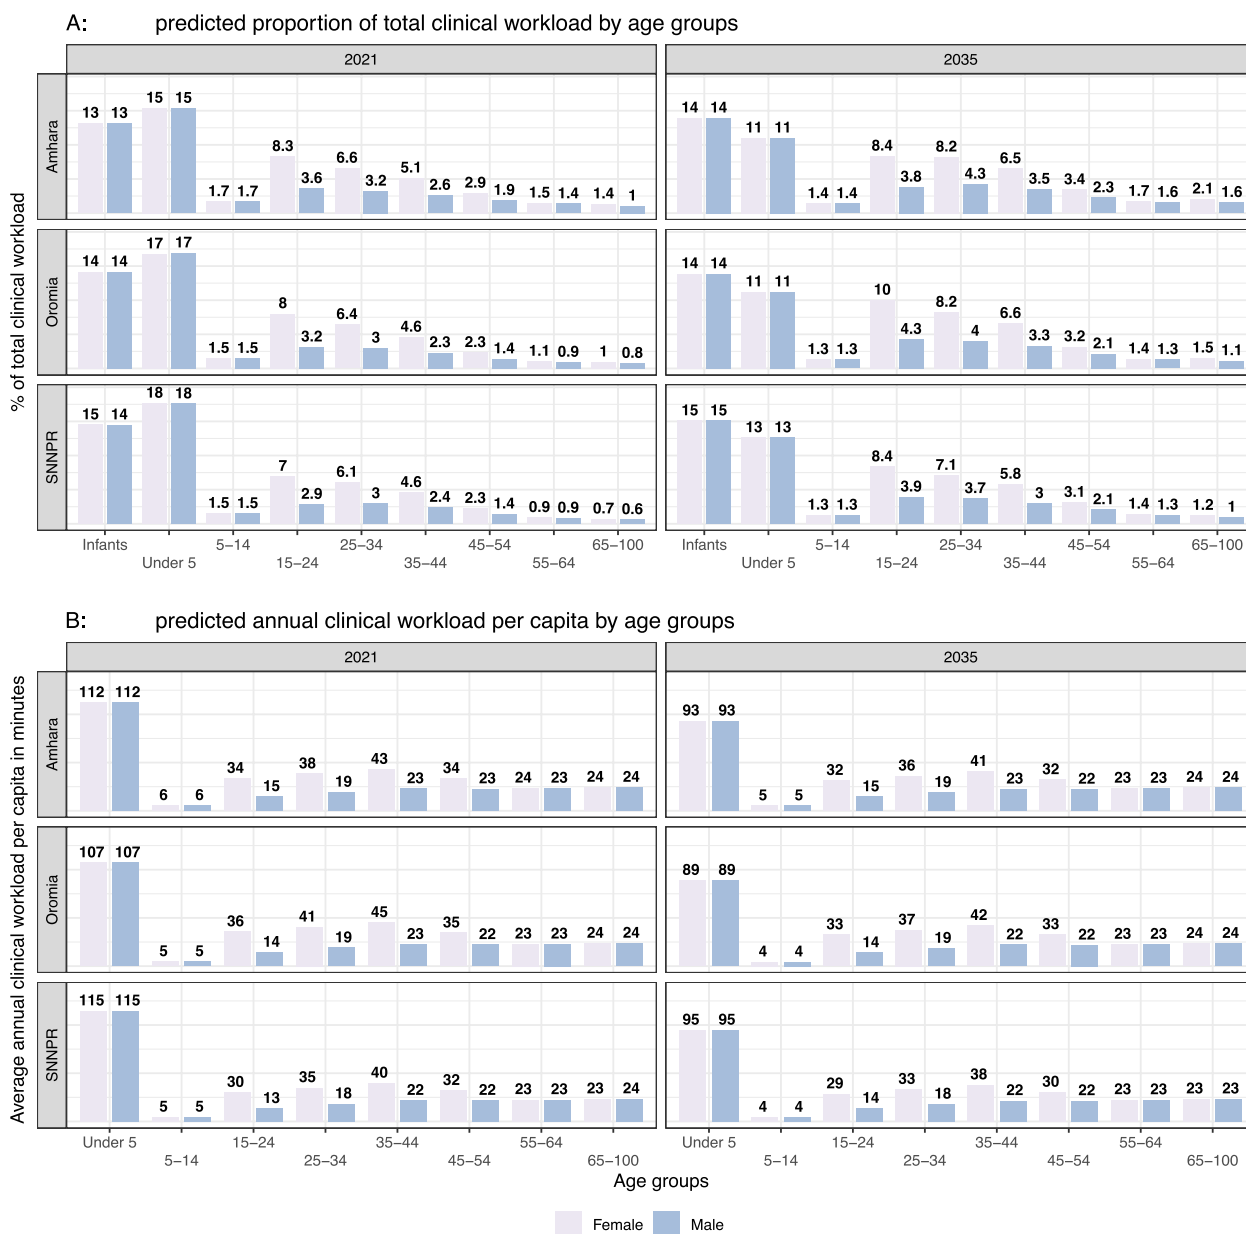 A: predicted proportion of total clinical workload by age groups
2021 2035
% of total clinical workload
Amhara
13 13 15 15 1.7 1.7 8.3 3.6 6.6 3.2 5.1 2.6 2.9 1.9 1.5 1.4 1.4 1
14 14 11 11 1.4 1.4 8.4 3.8 8.2 4.3 6.5 3.5 3.4 2.3 1.7 1.6 2.1 1.6
Oromia
14 14 17 17 1.5 1.5 8 3.2 6.4 3 4.6 2.3 2.3 1.4 1.1 0.9 1 0.8
14 14 11 11 1.3 1.3 10 4.3 8.2 4 6.6 3.3 3.2 2.1 1.4 1.3 1.5 1.1
SNNPR
15 14 18 18 1.5 1.5 7 2.9 6.1 3 4.6 2.4 2.3 1.4 0.9 0.9 0.7 0.6
15 15 13 13 1.3 1.3 8.4 3.9 7.1 3.7 5.8 3 3.1 2.1 1.4 1.3 1.2 1
Infants 5–14 25–34 45–54 65–100
Under 5 15–24 35–44 55–64
Infants 5–14 25–34 45–54 65–100
Under 5 15–24 35–44 55–64
B: predicted annual clinical workload per capita by age groups
2021 2035
Average annual clinical workload per capita in minutes
Amhara
112 112 6 6 34 15 38 19 43 23 34 23 24 23 24 24
93 93 5 5 32 15 36 19 41 23 32 22 23 23 24 24
Oromia
107 107 5 5 36 14 41 19 45 23 35 22 23 23 24 24
89 89 4 4 33 14 37 19 42 22 33 22 23 23 24 24
SNNPR
115 115 5 5 30 13 35 18 40 22 32 22 23 23 23 24
95 95 4 4 29 14 33 18 38 22 30 22 23 23 23 23
Under 5 15–24 35–44 55–64
5–14 25–34 45–54 65–100
Under 5 15–24 35–44 55–64
5–14 25–34 45–54 65–100
Age groups
Female Male